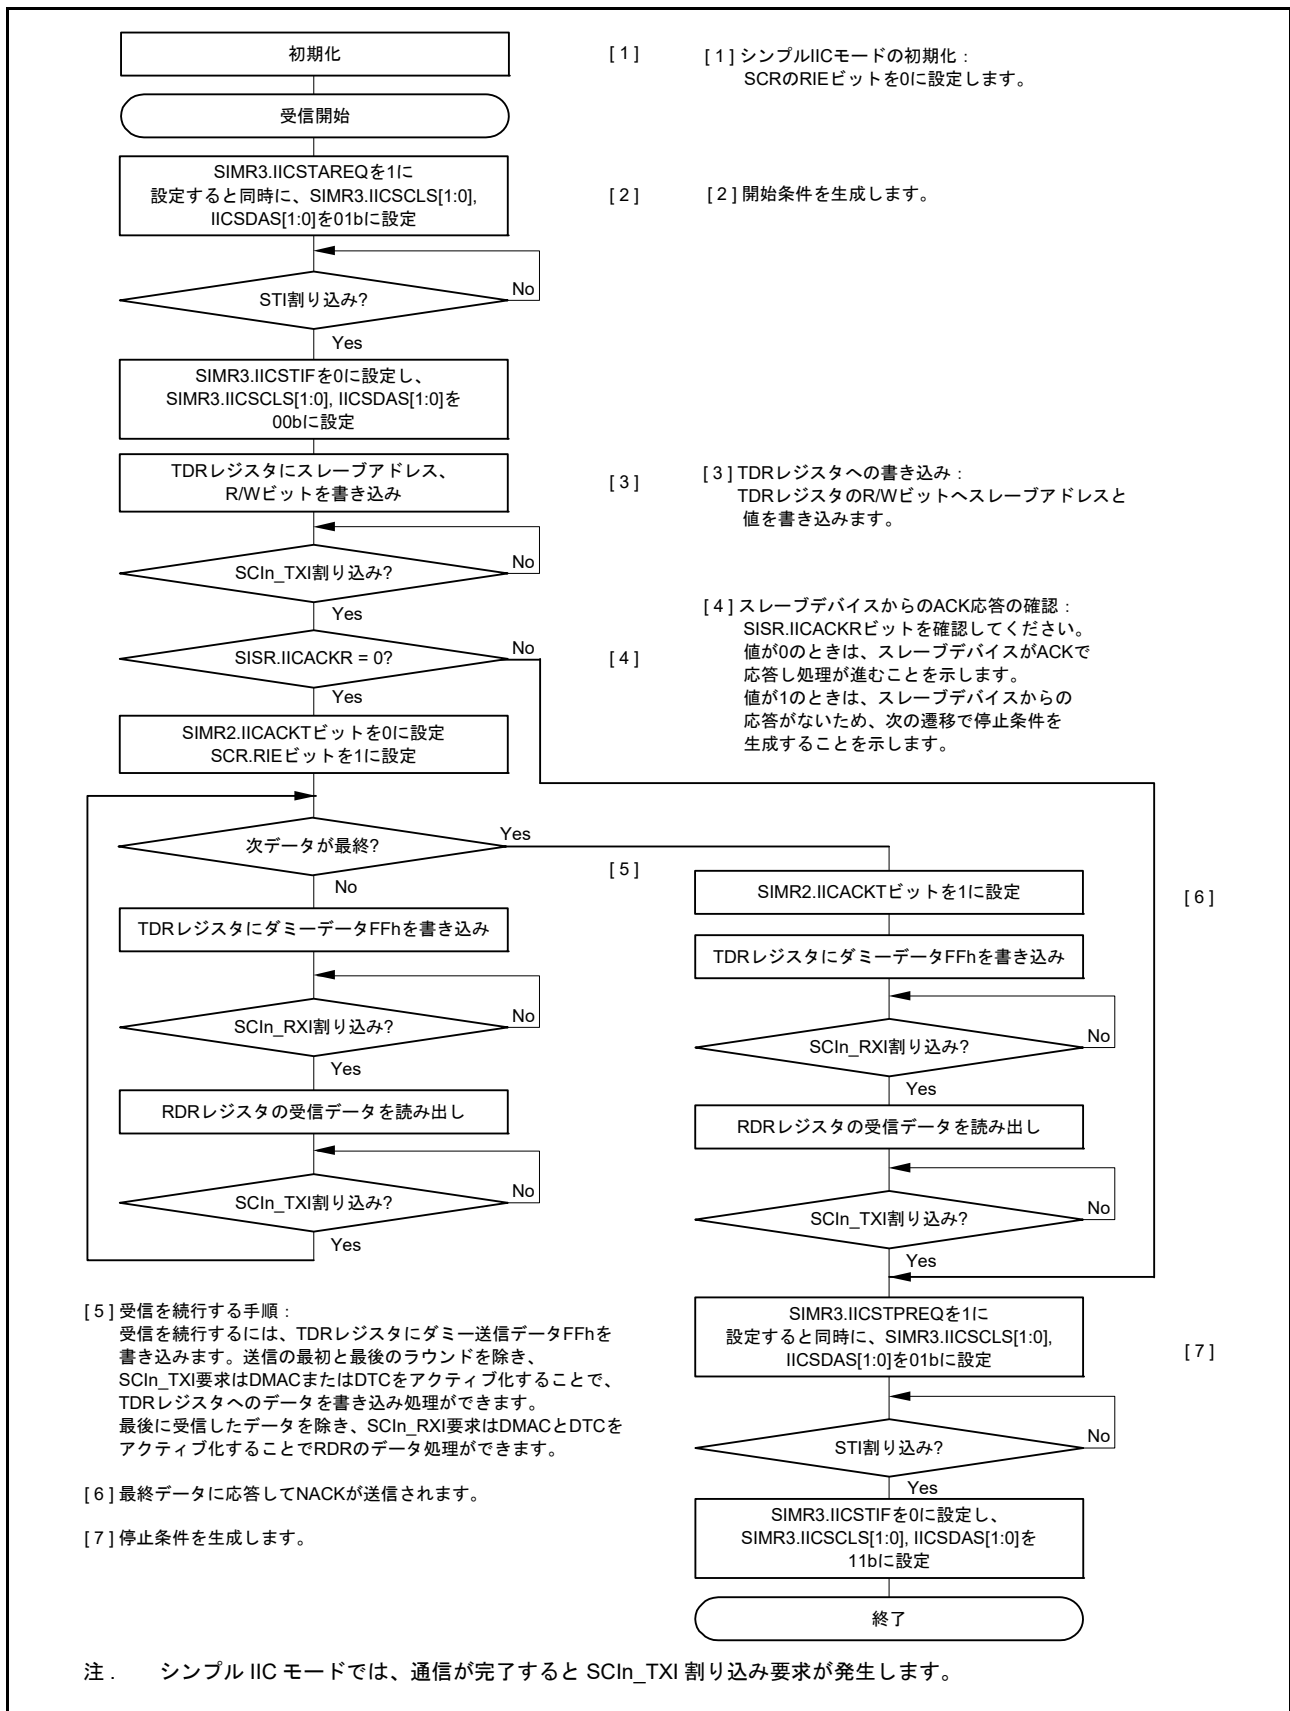 初期化
[ 1 ]
[ 1 ] シンプルIICモードの初期化：
SCRのRIEビットを0に設定します。
受信開始
SIMR3.IICSTAREQを1に
設定すると同時に、SIMR3.IICSCLS[1:0],
IICSDAS[1:0]を01bに設定
[ 2 ]
[ 2 ] 開始条件を生成します。
STI割り込み?
No
Yes
SIMR3.IICSTIFを0に設定し、
SIMR3.IICSCLS[1:0], IICSDAS[1:0]を
00bに設定
TDRレジスタにスレーブアドレス、
R/Wビットを書き込み
[ 3 ]
[ 3 ] TDRレジスタへの書き込み：
TDRレジスタのR/Wビットへスレーブアドレスと
値を書き込みます。
SCIn_TXI割り込み?
No
Yes
SISR.IICACKR = 0?
No
Yes
[ 4 ]
[ 4 ] スレーブデバイスからのACK応答の確認：
SISR.IICACKRビットを確認してください。
値が0のときは、スレーブデバイスがACKで
応答し処理が進むことを示します。
値が1のときは、スレーブデバイスからの
応答がないため、次の遷移で停止条件を
生成することを示します。
SIMR2.IICACKTビットを0に設定
SCR.RIEビットを1に設定
次データが最終?
Yes
No
[ 5 ]
TDRレジスタにダミーデータFFhを書き込み
SCIn_RXI割り込み?
No
Yes
RDRレジスタの受信データを読み出し
SCIn_TXI割り込み?
No
Yes
SIMR2.IICACKTビットを1に設定
[ 6 ]
TDRレジスタにダミーデータFFhを書き込み
SCIn_RXI割り込み?
No
Yes
RDRレジスタの受信データを読み出し
SCIn_TXI割り込み?
No
Yes
SIMR3.IICSTPREQを1に
設定すると同時に、SIMR3.IICSCLS[1:0],
IICSDAS[1:0]を01bに設定
[ 7 ]
STI割り込み?
No
Yes
SIMR3.IICSTIFを0に設定し、
SIMR3.IICSCLS[1:0], IICSDAS[1:0]を
11bに設定
終了
[ 5 ] 受信を続行する手順：
受信を続行するには、TDRレジスタにダミー送信データFFhを
書き込みます。送信の最初と最後のラウンドを除き、
SCIn_TXI要求はDMACまたはDTCをアクティブ化することで、
TDRレジスタへのデータを書き込み処理ができます。
最後に受信したデータを除き、SCIn_RXI要求はDMACとDTCを
アクティブ化することでRDRのデータ処理ができます。
[ 6 ] 最終データに応答してNACKが送信されます。
[ 7 ] 停止条件を生成します。
注 . シンプル IIC モードでは、通信が完了すると SCIn_TXI 割り込み要求が発生します。